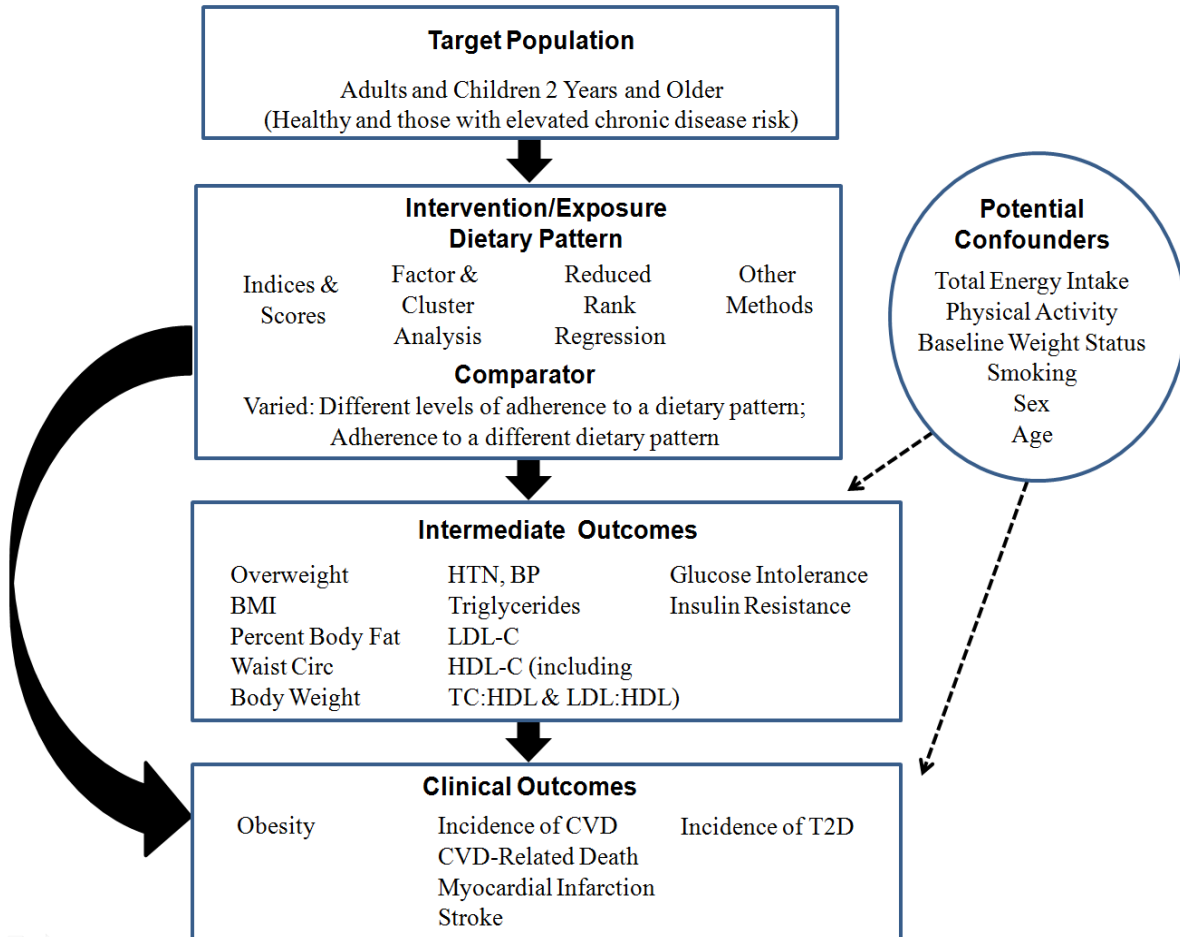 Target Population
Adults and Children 2 Years and Older
(Healthy and those with elevated chronic disease risk)
Intervention/Exposure
Dietary Pattern
Indices &
Scores
Factor &
Cluster
Analysis
Reduced
Rank
Regression
Other
Methods
Comparator
Varied: Different levels of adherence to a dietary pattern;
Adherence to a different dietary pattern
Potential
Confounders
Total Energy Intake
Physical Activity
Baseline Weight Status
Smoking
Sex
Age
Intermediate Outcomes
Overweight
BMI
Percent Body Fat
Waist Circ
Body Weight
HTN, BP
Triglycerides
LDL-C
HDL-C (including
TC:HDL & LDL:HDL)
Glucose Intolerance
Insulin Resistance
Clinical Outcomes
Obesity
Incidence of CVD
CVD-Related Death
Myocardial Infarction
Stroke
Incidence of T2D